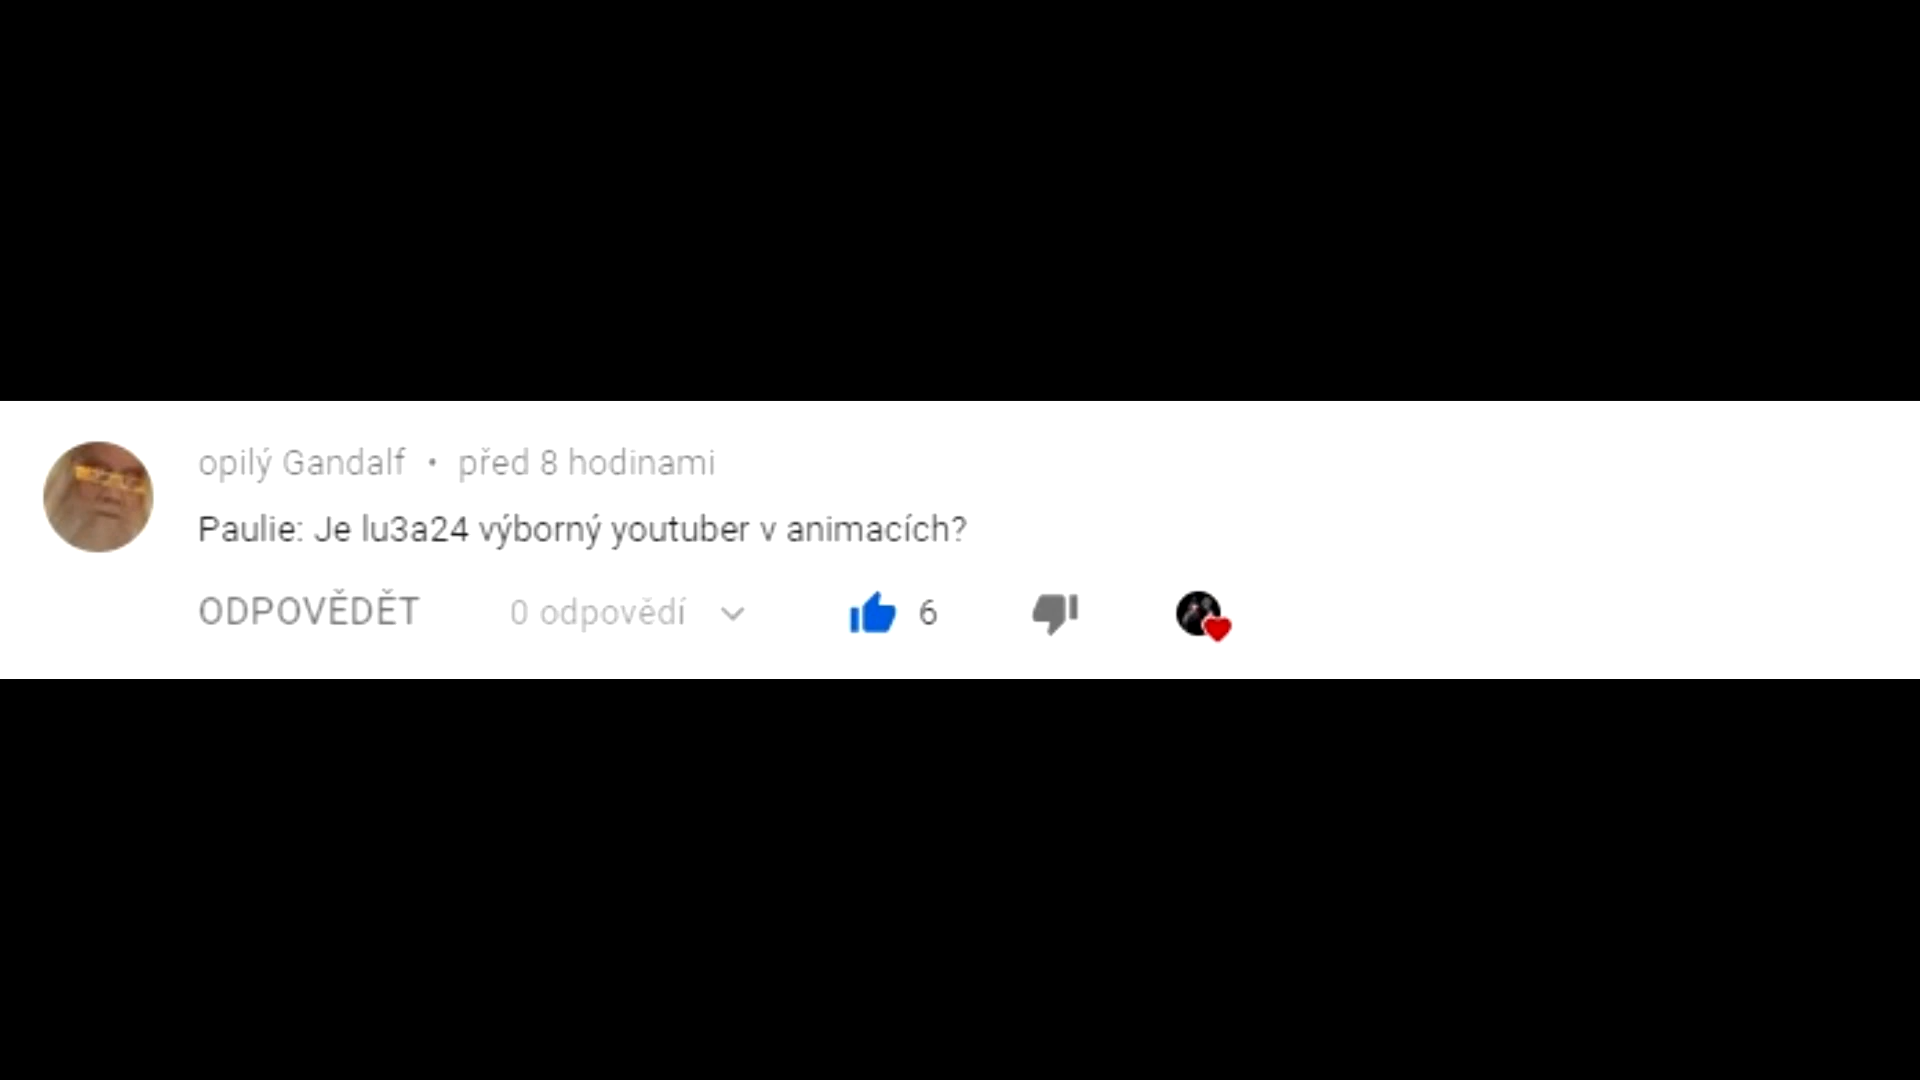 opilý Gandalf • před 8 hodinami
Paulie: Je lu3a24 výborný youtuber v animacích?
ODPOVĚDĚT 0 odpovědí 6